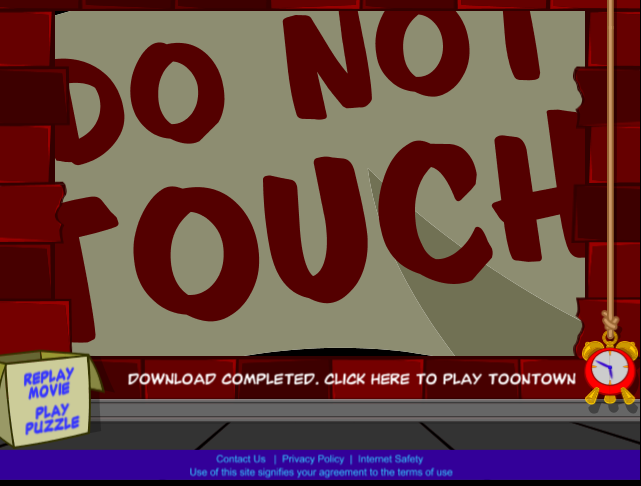 DO NOT
TOUCH
REPLAY
MOVIE
PLAY
PUZZLE
DOWNLOAD COMPLETED. CLICK HERE TO PLAY TOONTOWN
Contact Us | Privacy Policy | Internet Safety
Use of this site signifies your agreement to the terms of use